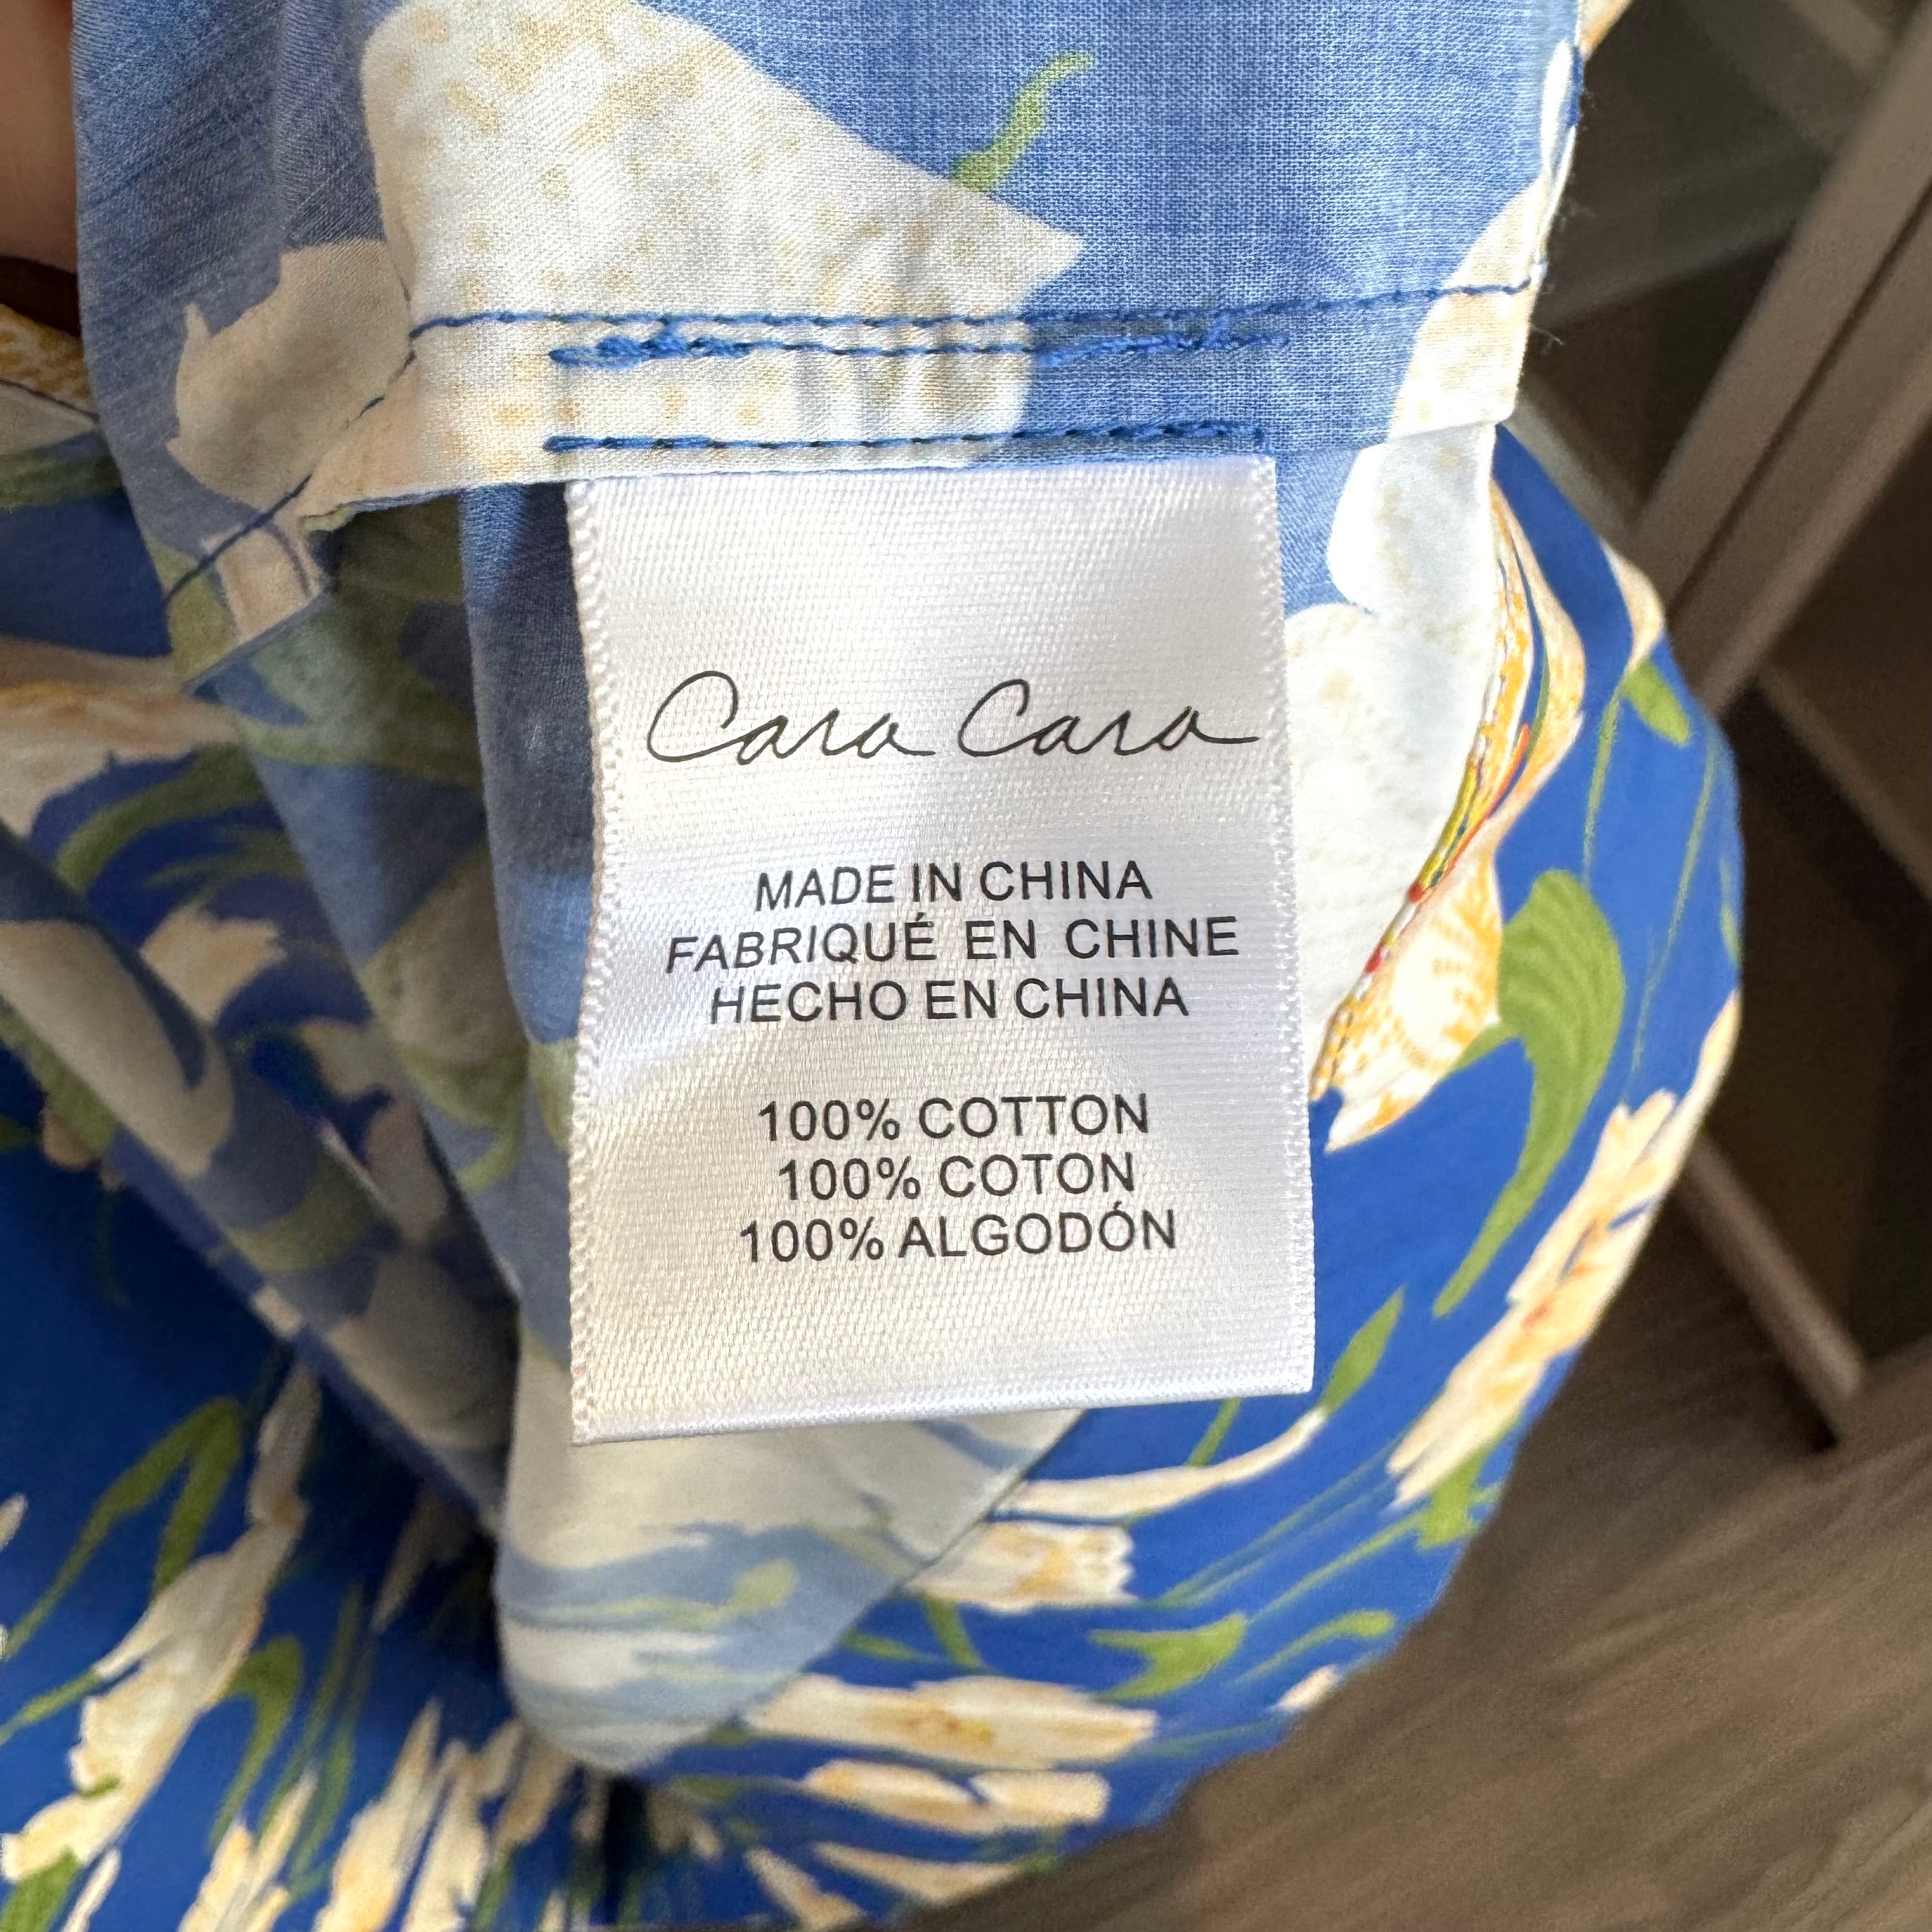 Cara Cara
MADE IN CHINA
FABRIQUÉ EN CHINE
HECHO EN CHINA
100% COTTON
100% COTON
100% ALGODÓN